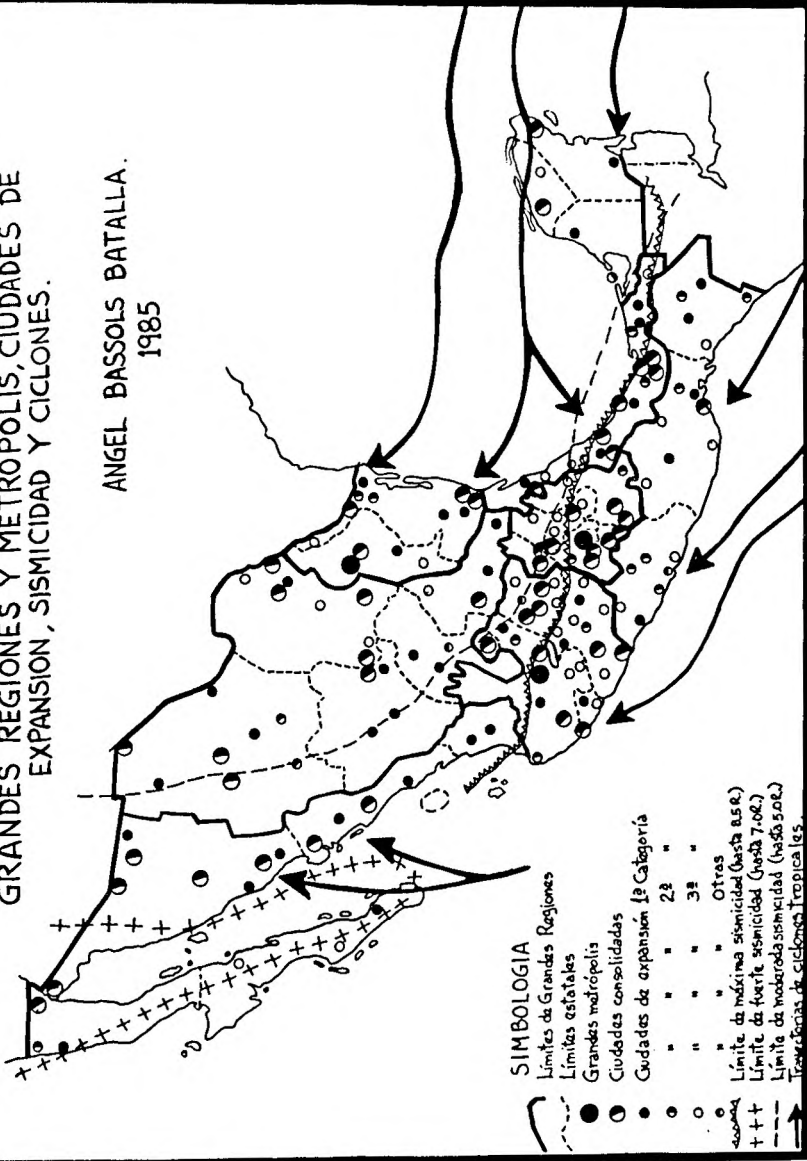 GRANDES REGIONES Y METROPOLIS, CIUDADES DE
EXPANSION, SISMICIDAD Y CICLONES.
ANGEL BASSOLS BATALLA.
1985
SIMBOLOGIA
Límites de Grandes Regiones
Límites estatales
Grandes metrópolis
Ciudades consolidadas
Ciudades de expansión 1ª Categoría
" " " 2ª "
" " " 3ª "
" " " Otras
Límite de máxima sismicidad (hasta 8.5 R.)
Límite de fuerte sismicidad (hasta 7.0 R.)
Límite de moderada sismicidad (hasta 5.0 R.)
Trayectorias de ciclones Tropicales.